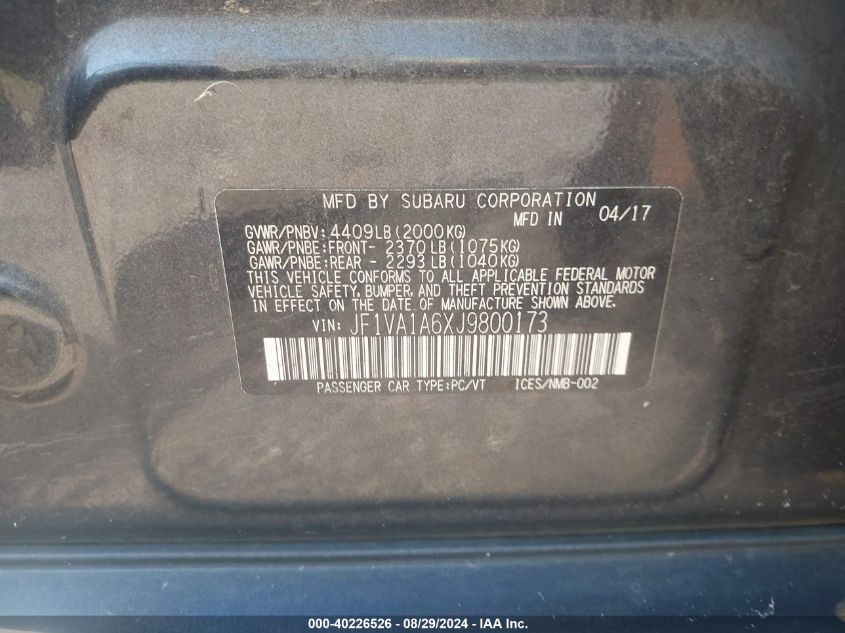 MFD BY SUBARU CORPORATION
MFD IN 04/17
GVWR/PNBV: 4409LB(2000KG)
GAWR/PNBE:FRONT- 2370LB(1075KG)
GAWR/PNBE:REAR - 2293LB(1040KG)
THIS VEHICLE CONFORMS TO ALL APPLICABLE FEDERAL MOTOR
VEHICLE SAFETY, BUMPER, AND THEFT PREVENTION STANDARDS
IN EFFECT ON THE DATE OF MANUFACTURE SHOWN ABOVE.
VIN: JF1VA1A6XJ9800173
PASSENGER CAR TYPE:PC/VT ICES/NMB-002
000-40226526 - 08/29/2024 - IAA Inc.